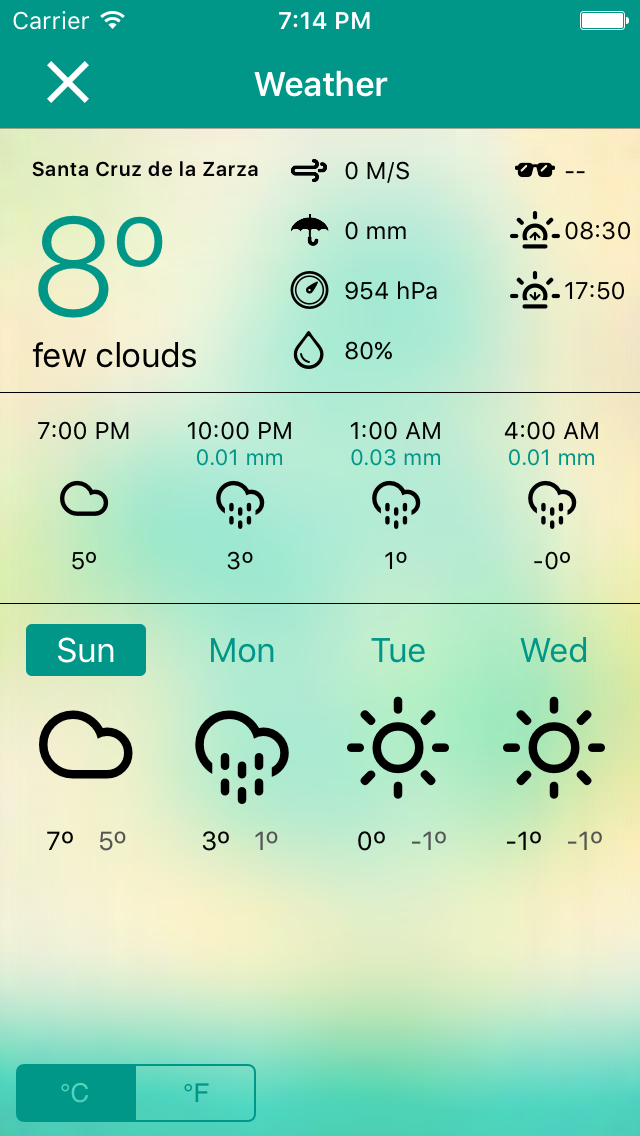 Carrier 7:14 PM
Weather
Santa Cruz de la Zarza
8º
few clouds
0 M/S
0 mm
954 hPa
80%
--
08:30
17:50
7:00 PM 10:00 PM 1:00 AM 4:00 AM
0.01 mm 0.03 mm 0.01 mm
5º 3º 1º -0º
Sun Mon Tue Wed
7º 5º 3º 1º 0º -1º -1º -1º
°C °F